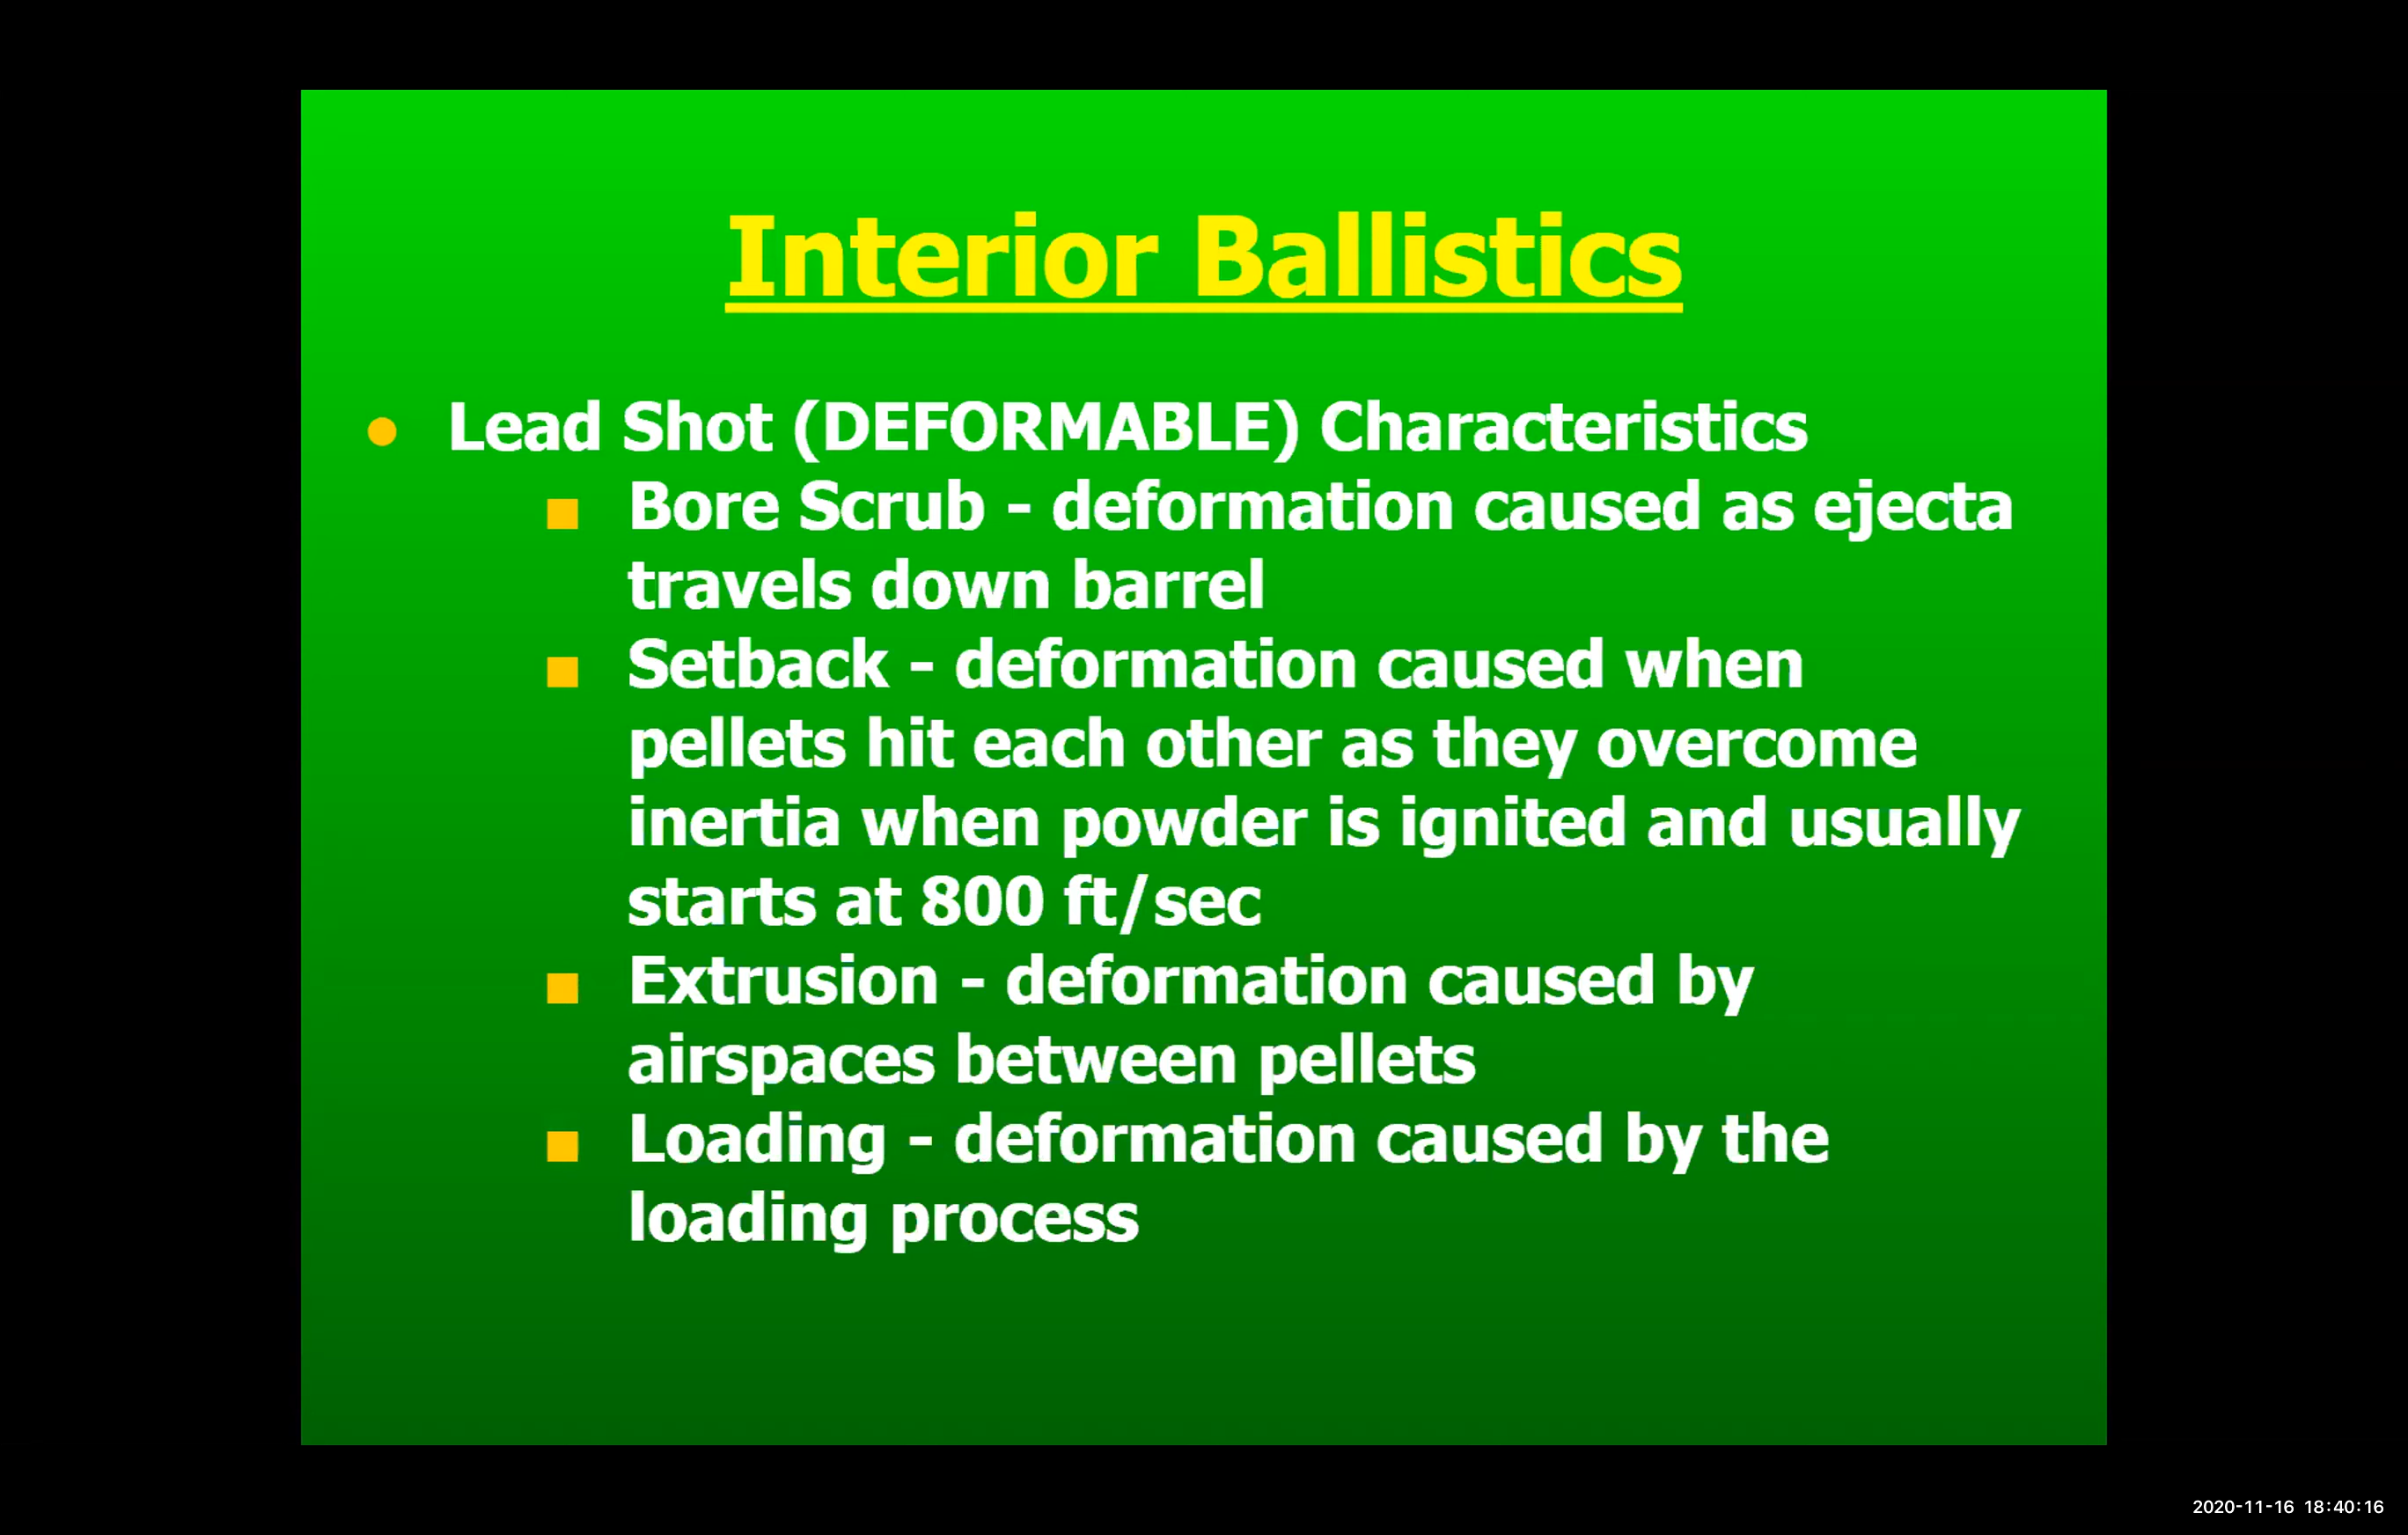 Interior Ballistics
Lead Shot (DEFORMABLE) Characteristics
Bore Scrub - deformation caused as ejecta
travels down barrel
Setback - deformation caused when
pellets hit each other as they overcome
inertia when powder is ignited and usually
starts at 800 ft/sec
Extrusion - deformation caused by
airspaces between pellets
Loading - deformation caused by the
loading process
2020-11-16 18:40:16